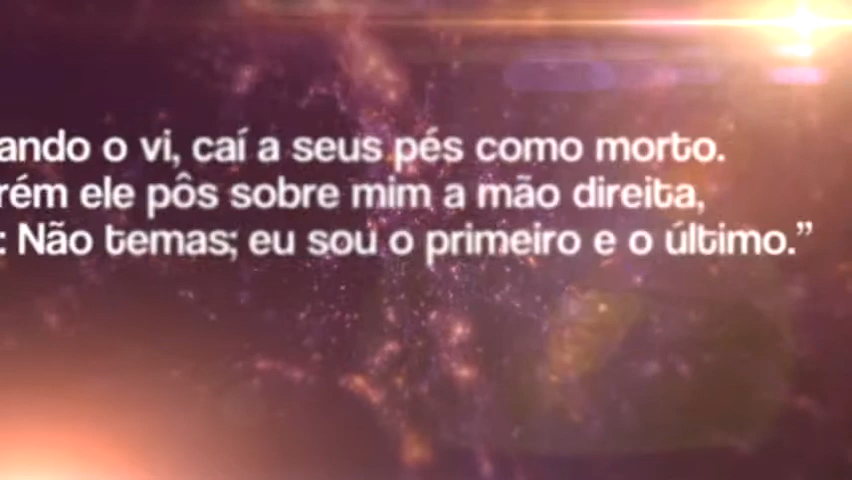 ando o vi, caí a seus pés como morto.
rém ele pôs sobre mim a mão direita,
: Não temas; eu sou o primeiro e o último.”